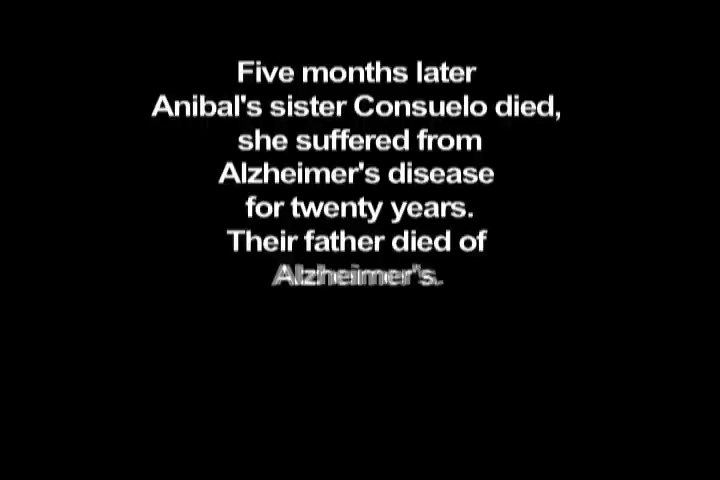 Five months later
Anibal's sister Consuelo died,
she suffered from
Alzheimer's disease
for twenty years.
Their father died of
Alzheimer's.